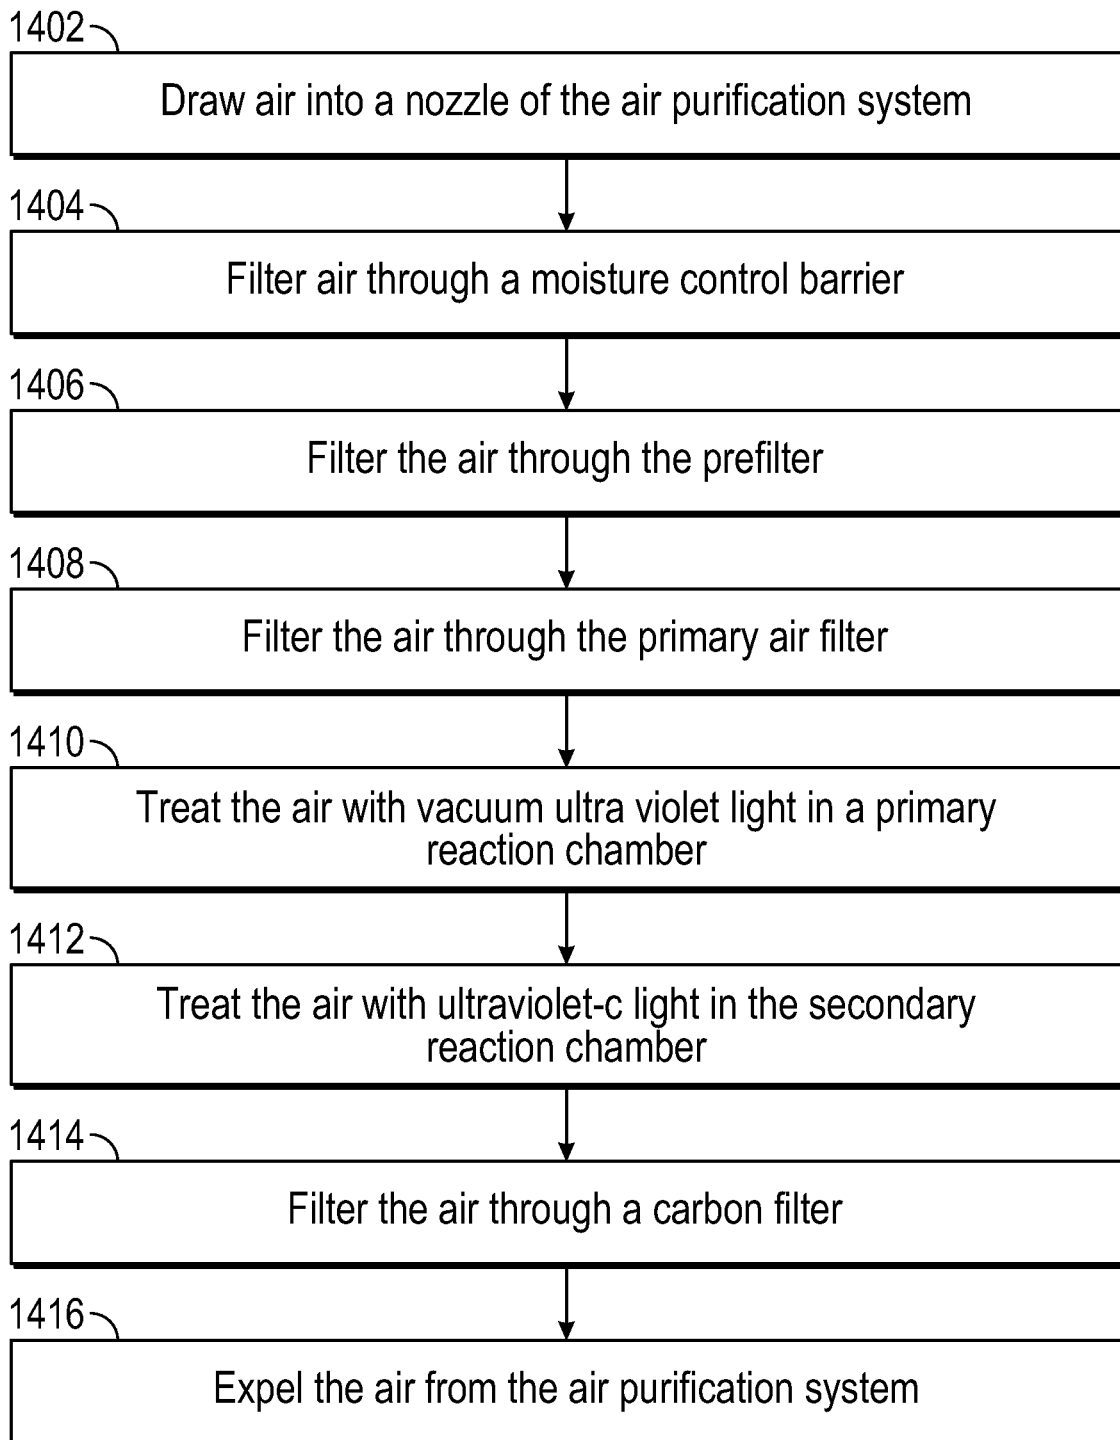 1402
Draw air into a nozzle of the air purification system
1404
Filter air through a moisture control barrier
1406
Filter the air through the prefilter
1408
Filter the air through the primary air filter
1410
Treat the air with vacuum ultra violet light in a primary
reaction chamber
1412
Treat the air with ultraviolet-c light in the secondary
reaction chamber
1414
Filter the air through a carbon filter
1416
Expel the air from the air purification system